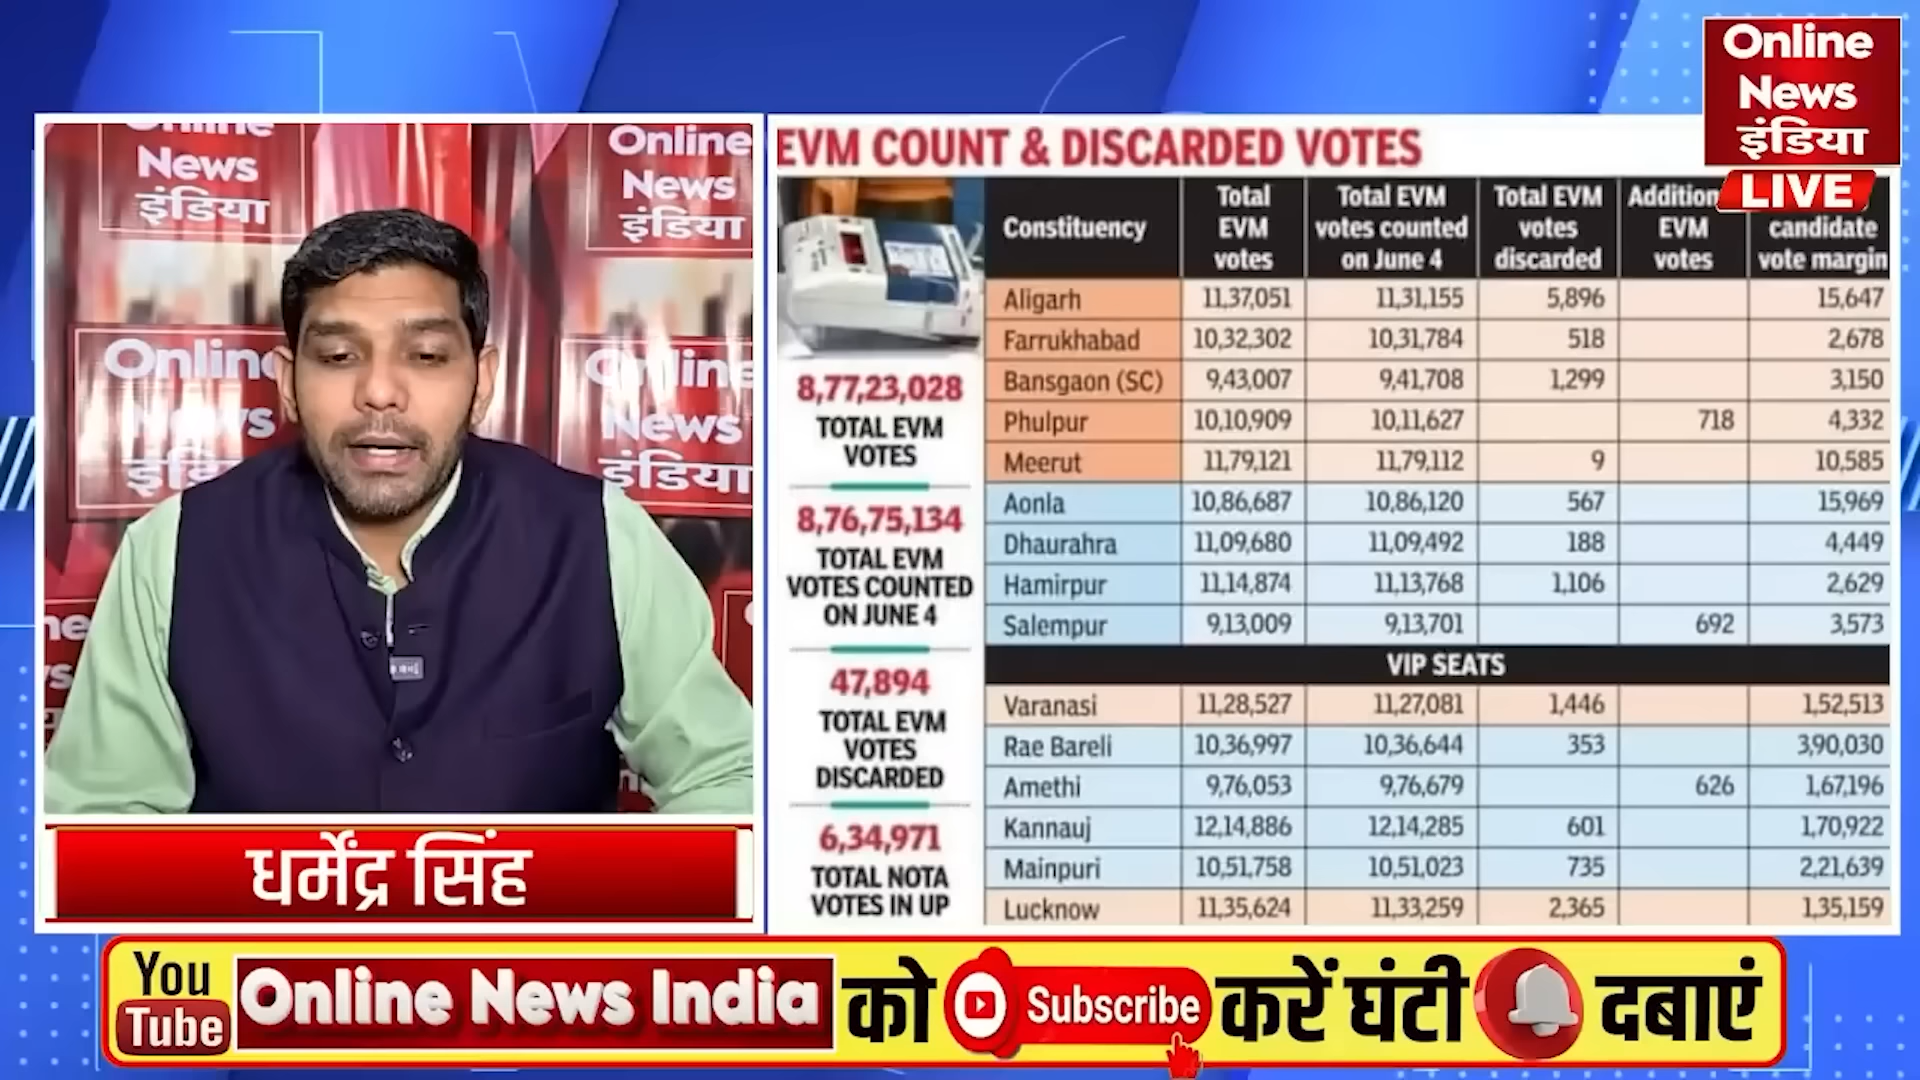 Online
News
इंडिया
LIVE
Online
News
इंडिया
Online
News
इंडिया
Online
News
Online
News
इंडिया
धर्मेंद्र सिंह
EVM COUNT & DISCARDED VOTES
8,77,23,028
TOTAL EVM
VOTES
8,76,75,134
TOTAL EVM
VOTES COUNTED
ON JUNE 4
47,894
TOTAL EVM
VOTES
DISCARDED
6,34,971
TOTAL NOTA
VOTES IN UP
Constituency Total EVM votes Total EVM votes counted on June 4 Total EVM votes discarded EVM votes candidate vote margin
Aligarh 11,37,051 11,31,155 5,896 15,647
Farrukhabad 10,32,302 10,31,784 518 2,678
Bansgaon (SC) 9,43,007 9,41,708 1,299 3,150
Phulpur 10,10,909 10,11,627 718 4,332
Meerut 11,79,121 11,79,112 9 10,585
Aonla 10,86,687 10,86,120 567 15,969
Dhaurahra 11,09,680 11,09,492 188 4,449
Hamirpur 11,14,874 11,13,768 1,106 2,629
Salempur 9,13,009 9,13,701 692 3,573
VIP SEATS
Varanasi 11,28,527 11,27,081 1,446 1,52,513
Rae Bareli 10,36,997 10,36,644 353 3,90,030
Amethi 9,76,053 9,76,679 626 1,67,196
Kannauj 12,14,886 12,14,285 601 1,70,922
Mainpuri 10,51,758 10,51,023 735 2,21,639
Lucknow 11,35,624 11,33,259 2,365 1,35,159
You Tube Online News India को Subscribe करें घंटी दबाएं